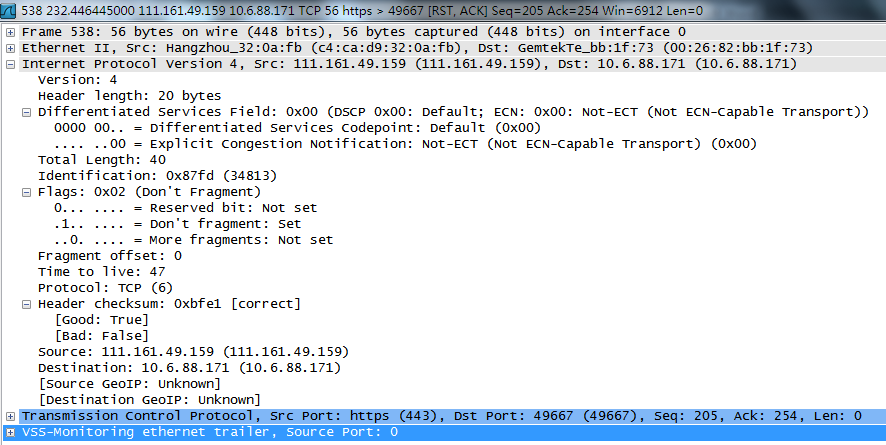 538 232.446445000 111.161.49.159 10.6.88.171 TCP 56 https > 49667 [RST, ACK] Seq=205 Ack=254 Win=6912 Len=0
Frame 538: 56 bytes on wire (448 bits), 56 bytes captured (448 bits) on interface 0
Ethernet II, Src: Hangzhou_32:0a:fb (c4:ca:d9:32:0a:fb), Dst: GemtekTe_bb:1f:73 (00:26:82:bb:1f:73)
Internet Protocol Version 4, Src: 111.161.49.159 (111.161.49.159), Dst: 10.6.88.171 (10.6.88.171)
Version: 4
Header length: 20 bytes
Differentiated Services Field: 0x00 (DSCP 0x00: Default; ECN: 0x00: Not-ECT (Not ECN-Capable Transport))
0000 00.. = Differentiated Services Codepoint: Default (0x00)
.... ..00 = Explicit Congestion Notification: Not-ECT (Not ECN-Capable Transport) (0x00)
Total Length: 40
Identification: 0x87fd (34813)
Flags: 0x02 (Don't Fragment)
0... .... = Reserved bit: Not set
.1.. .... = Don't fragment: Set
..0. .... = More fragments: Not set
Fragment offset: 0
Time to live: 47
Protocol: TCP (6)
Header checksum: 0xbfe1 [correct]
[Good: True]
[Bad: False]
Source: 111.161.49.159 (111.161.49.159)
Destination: 10.6.88.171 (10.6.88.171)
[Source GeoIP: Unknown]
[Destination GeoIP: Unknown]
Transmission Control Protocol, Src Port: https (443), Dst Port: 49667 (49667), Seq: 205, Ack: 254, Len: 0
VSS-Monitoring ethernet trailer, Source Port: 0